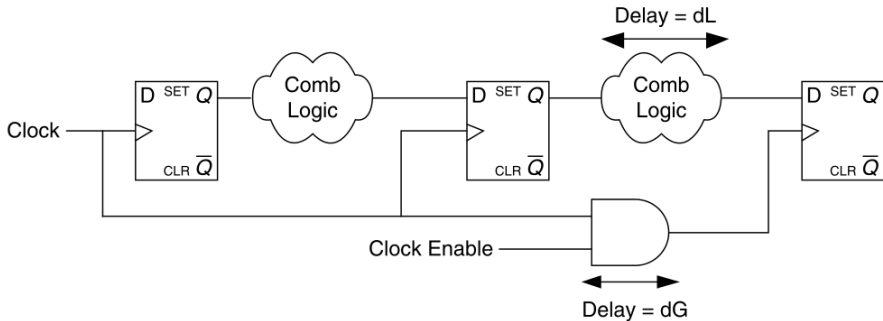 Delay = dL
D SET Q
Comb
Logic
D SET Q
Comb
Logic
D SET Q
Clock
CLR Q̅
CLR Q̅
CLR Q̅
Clock Enable
Delay = dG